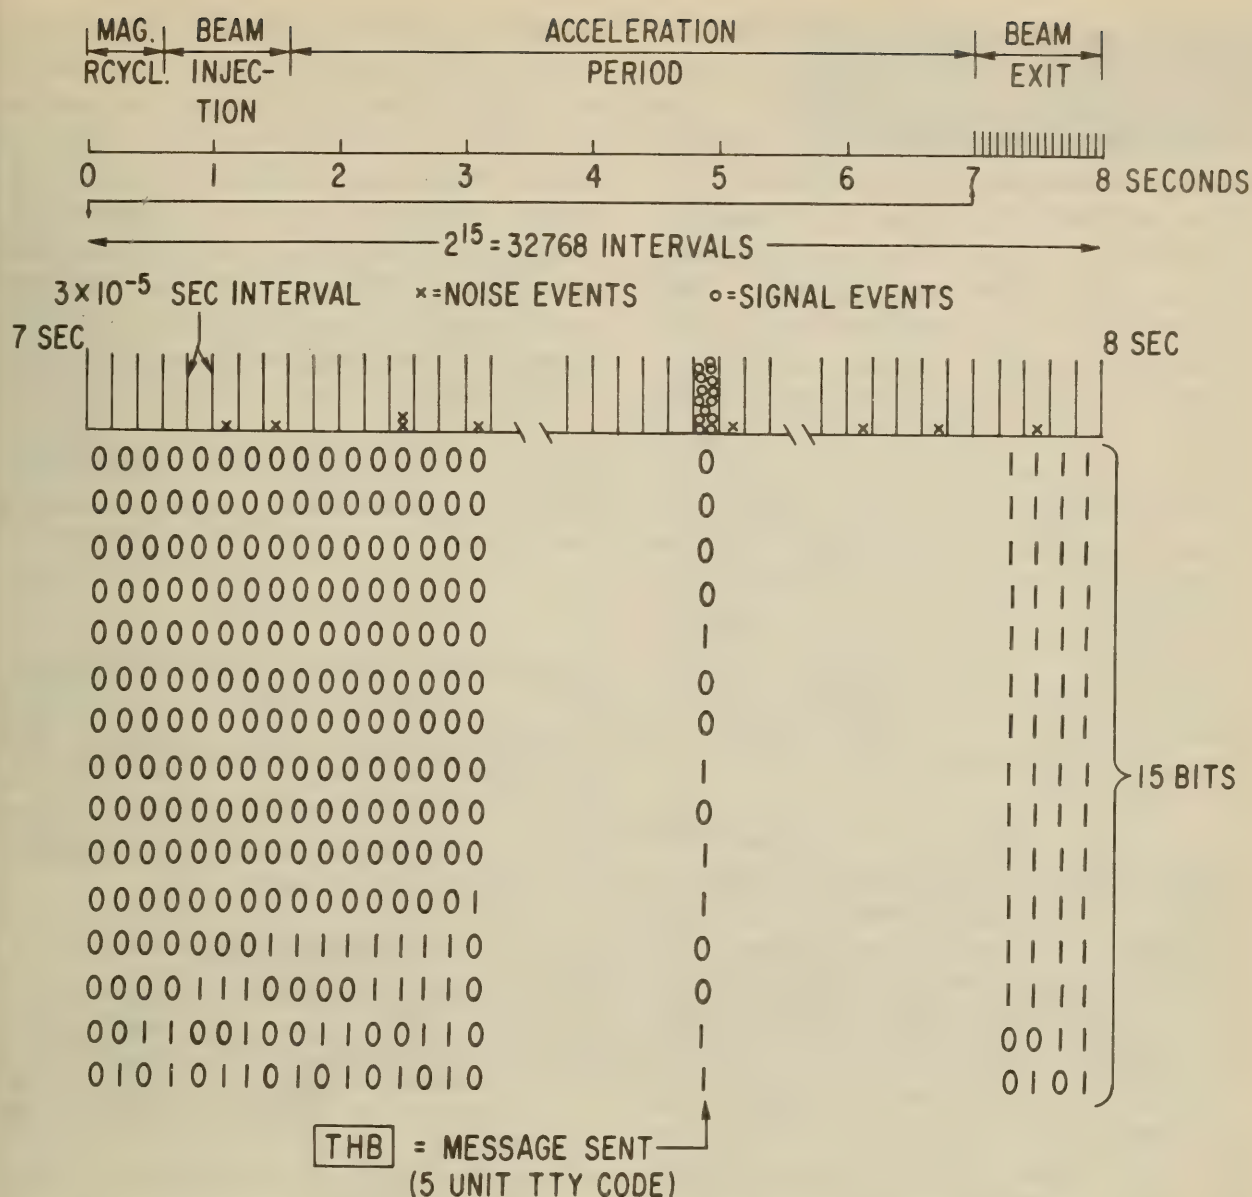 MAG. BEAM ACCELERATION BEAM
RCYCL. INJEC- PERIOD EXIT
TION
0 1 2 3 4 5 6 7 8 SECONDS
2^15 = 32768 INTERVALS
3×10^-5 SEC INTERVAL ×=NOISE EVENTS o=SIGNAL EVENTS
7 SEC 8 SEC
0000000000000000 0 1111
0000000000000000 0 1111
0000000000000000 0 1111
0000000000000000 0 1111
0000000000000000 1 1111
0000000000000000 0 1111
0000000000000000 0 1111
0000000000000000 1 1111
15 BITS
0000000000000000 0 1111
0000000000000000 1 1111
0000000000000001 1 1111
0000000111111110 0 1111
0000111000011110 0 1111
0011001001100110 1 0011
0101011010101010 1 0101
THB = MESSAGE SENT
(5 UNIT TTY CODE)